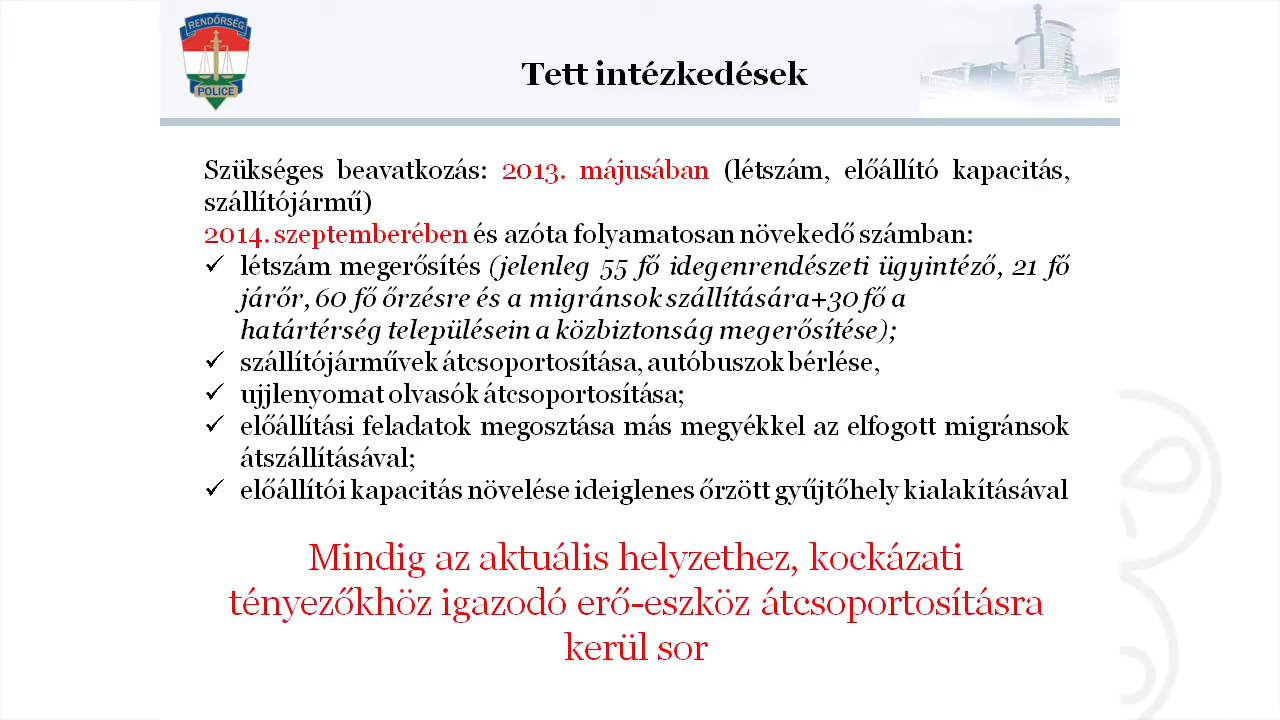 RENDŐRSÉG
POLICE
Tett intézkedések
Szükséges beavatkozás: 2013. májusában (létszám, előállító kapacitás,
szállítójármű)
2014. szeptemberében és azóta folyamatosan növekedő számban:
✓ létszám megerősítés (jelenleg 55 fő idegenrendészeti ügyintéző, 21 fő
járőr, 60 fő őrzésre és a migránsok szállítására+30 fő a
határtérség településein a közbiztonság megerősítése);
✓ szállítójárművek átcsoportosítása, autóbuszok bérlése,
✓ ujjlenyomat olvasók átcsoportosítása;
✓ előállítási feladatok megosztása más megyékkel az elfogott migránsok
átszállításával;
✓ előállítói kapacitás növelése ideiglenes őrzött gyűjtőhely kialakításával
Mindig az aktuális helyzethez, kockázati
tényezőkhöz igazodó erő-eszköz átcsoportosításra
kerül sor